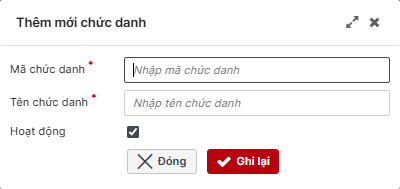 Thêm mới chức danh
Mã chức danh *
Nhập mã chức danh
Tên chức danh *
Nhập tên chức danh
Hoạt động
Đóng
Ghi lại